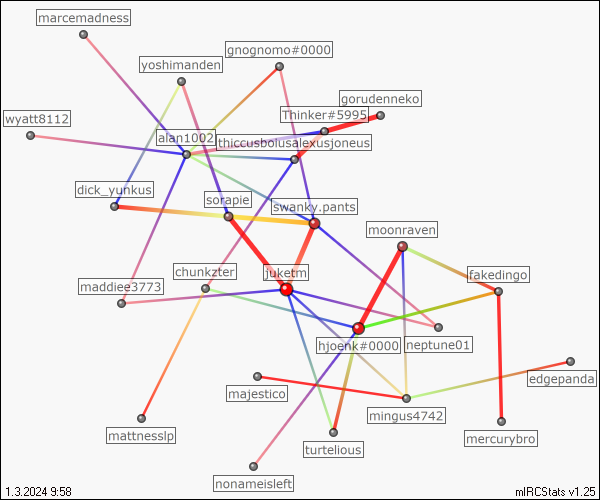 marcemadness
gnognomo#0000
yoshimanden
gorudenneko
Thinker#5995
wyatt8112
alan1002
thiccusbolusalexusjoneus
dick_yunkus
sorapie
swanky.pants
moonraven
chunkzter
juketm
fakedingo
maddiee3773
hjoenk#0000
neptune01
edgepanda
majestico
mingus4742
mattnesslp
turtelious
mercurybro
nonameisleft
1.3.2024 9:58
mIRCStats v1.25